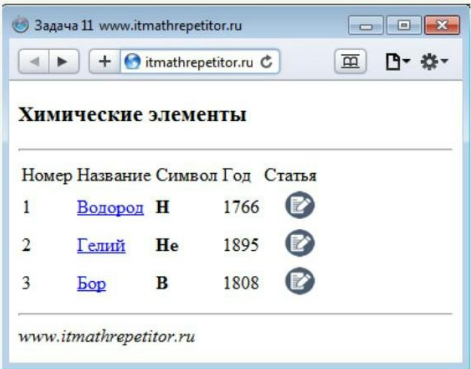 Задача 11 www.itmathrepetitor.ru
itmathrepetitor.ru
Химические элементы
Номер Название Символ Год Статья
1 Водород H 1766
2 Гелий He 1895
3 Бор B 1808
www.itmathrepetitor.ru